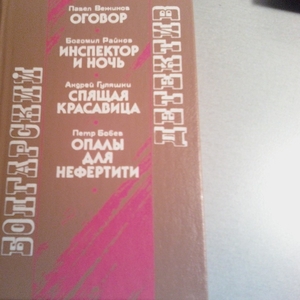 Павел Вежинов
ОГОВОР
Богомил Райнов
ИНСПЕКТОР
И НОЧЬ
Андрей Гуляшки
СПЯЩАЯ
КРАСАВИЦА
Петр Бобев
ОПАЛЫ
ДЛЯ
НЕФЕРТИТИ
БОЛГАРСКИЙ
ДЕТЕКТИВ